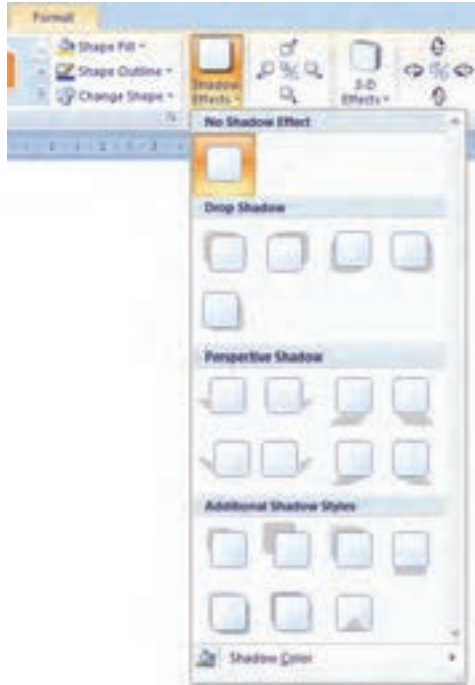 Format
Shape Fill
Shape Outline
Change Shape
Shadow
Effects
3-D
Effects
No Shadow Effect
Drop Shadow
Perspective Shadow
Additional Shadow Styles
Shadow Color